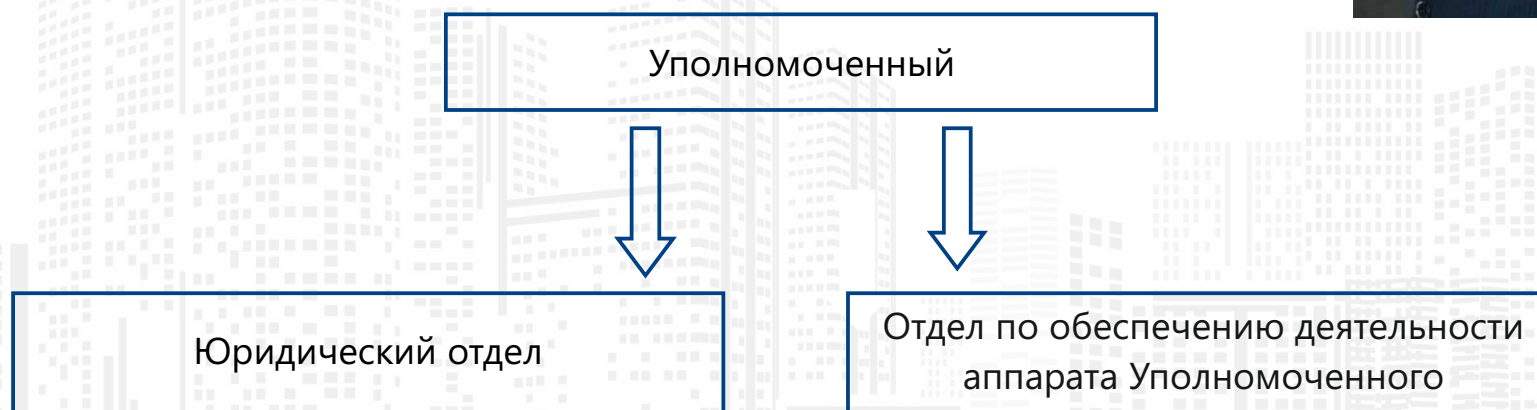 Уполномоченный
Юридический отдел
Отдел по обеспечению деятельности
аппарата Уполномоченного